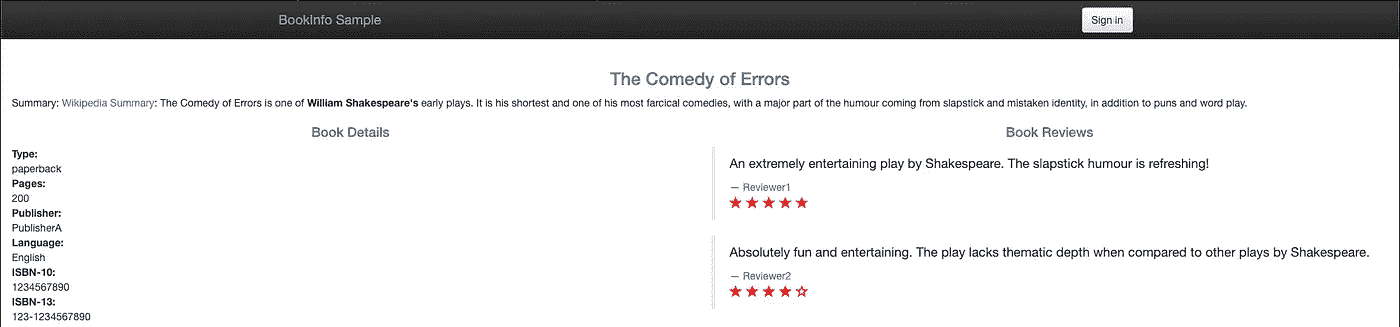 BookInfo Sample
Sign in
The Comedy of Errors
Summary: Wikipedia Summary: The Comedy of Errors is one of William Shakespeare's early plays. It is his shortest and one of his most farcical comedies, with a major part of the humour coming from slapstick and mistaken identity, in addition to puns and word play.
Book Details
Type:
paperback
Pages:
200
Publisher:
PublisherA
Language:
English
ISBN-10:
1234567890
ISBN-13:
123-1234567890
Book Reviews
An extremely entertaining play by Shakespeare. The slapstick humour is refreshing!
— Reviewer1
Absolutely fun and entertaining. The play lacks thematic depth when compared to other plays by Shakespeare.
— Reviewer2